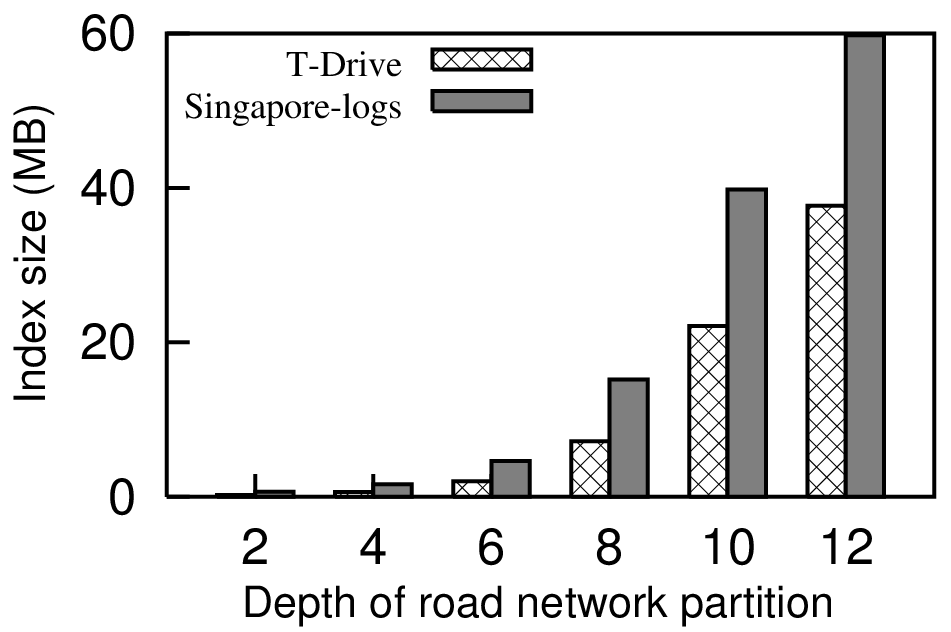 Index size (MB)
60
40
20
0
T-Drive
Singapore-logs
2 4 6 8 10 12
Depth of road network partition